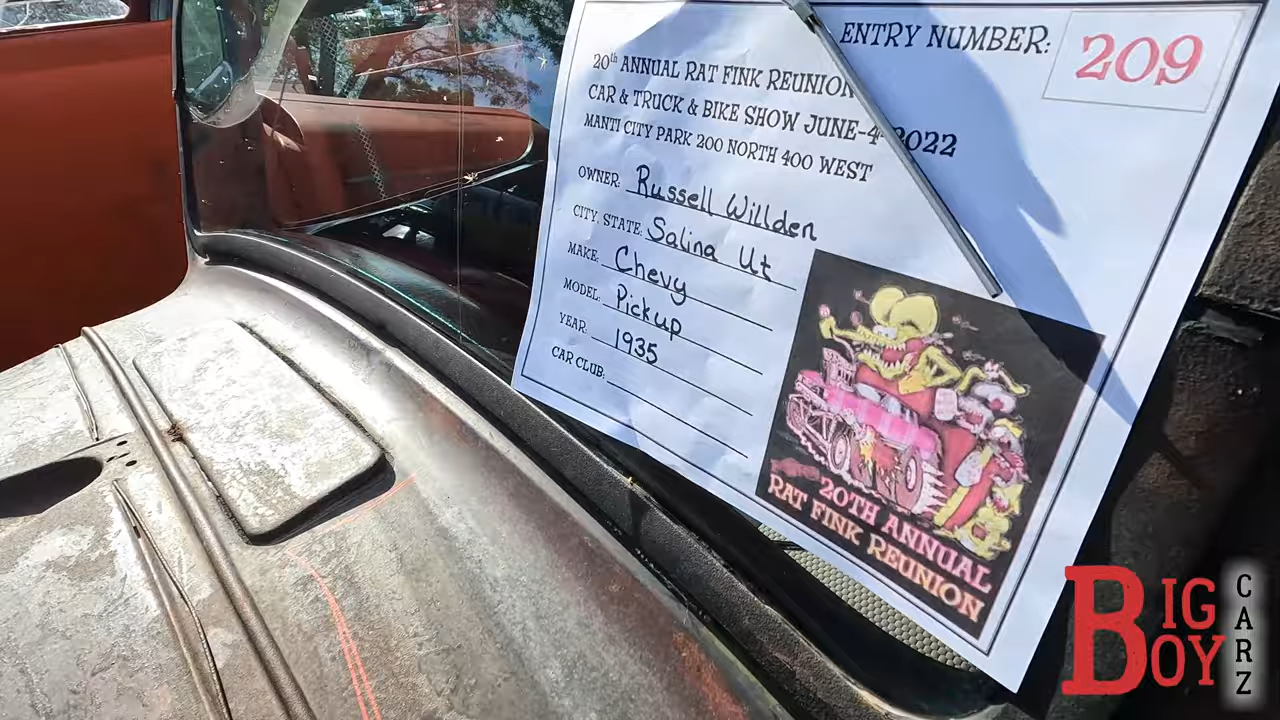 ENTRY NUMBER: 209
20th ANNUAL RAT FINK REUNION
CAR & TRUCK & BIKE SHOW JUNE-4- 2022
MANTI CITY PARK 200 NORTH 400 WEST
OWNER: Russell Willden
CITY, STATE: Salina Ut
MAKE: Chevy
MODEL: Pickup
YEAR: 1935
CAR CLUB:
20TH ANNUAL
RAT FINK REUNION
BIG BOY CARZ